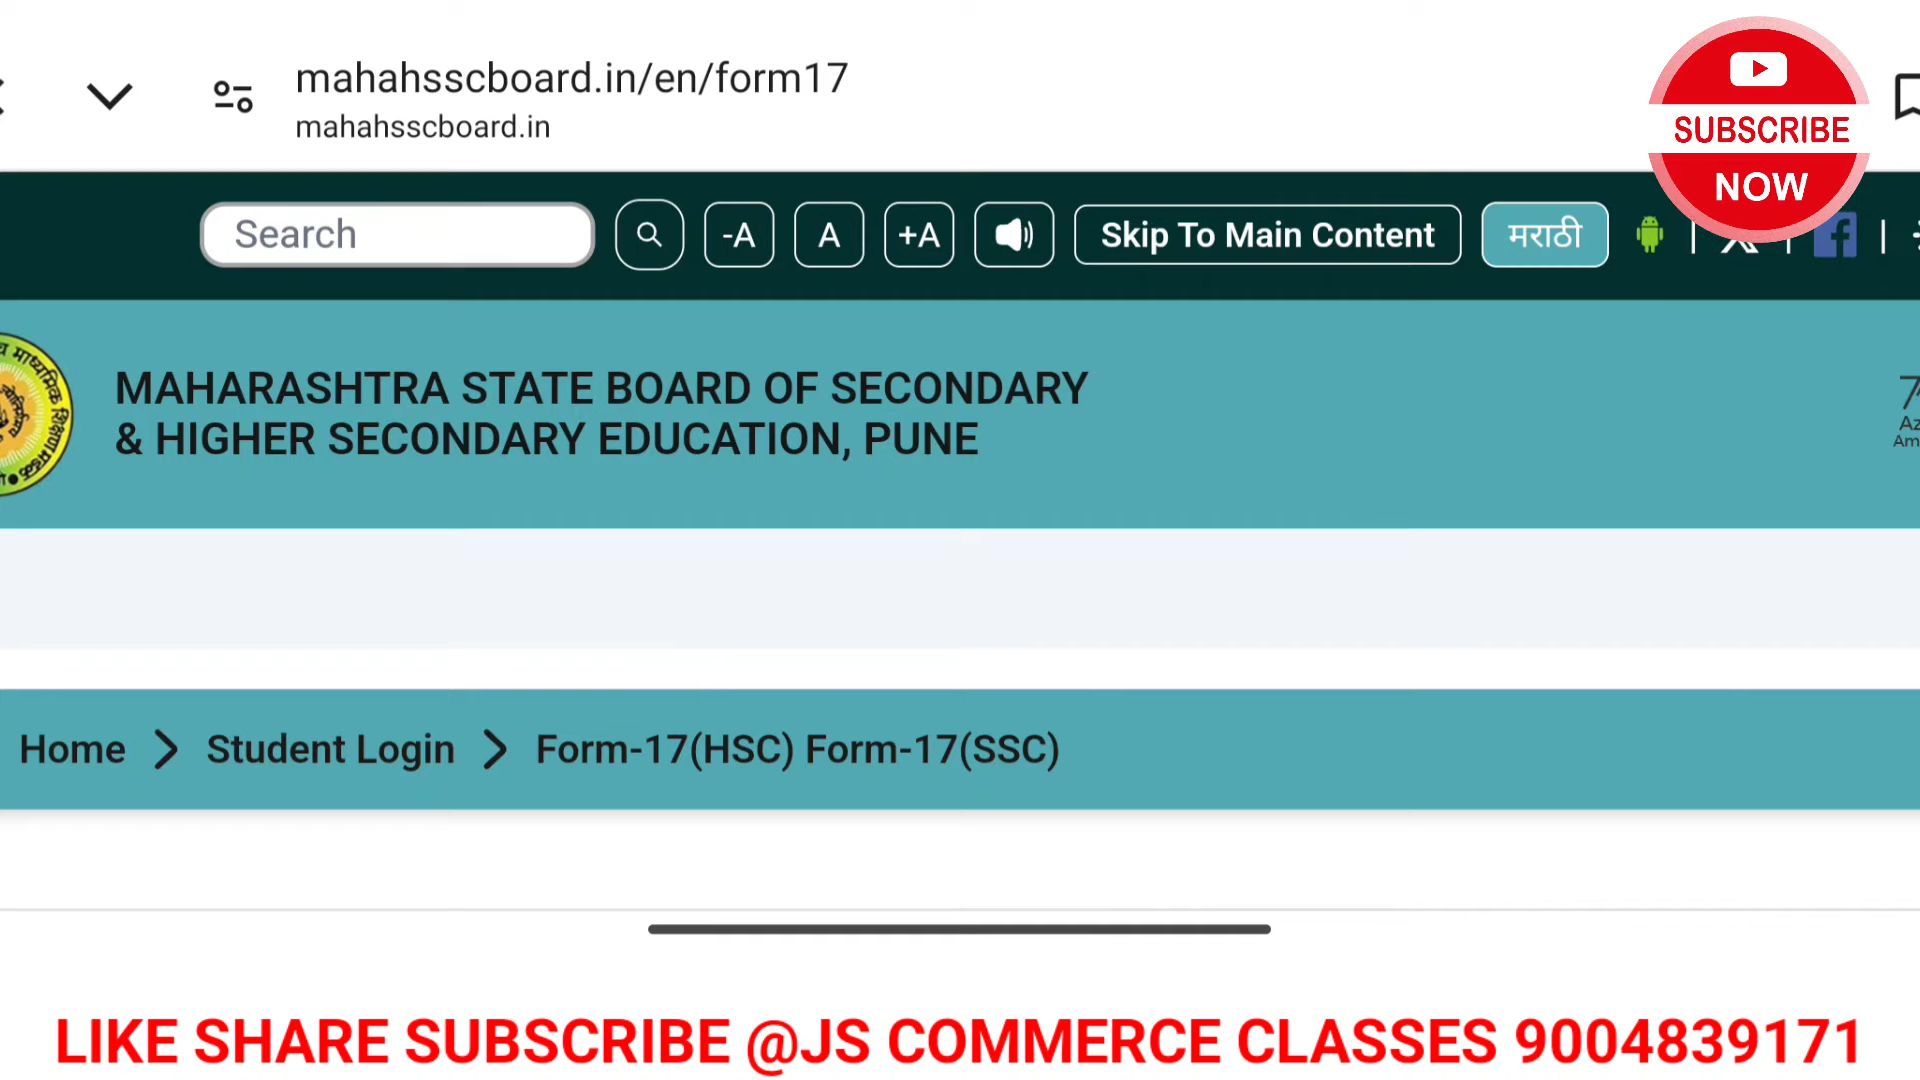 mahahsscboard.in/en/form17
mahahsscboard.in
SUBSCRIBE
NOW
Search
-A
A
+A
Skip To Main Content
मराठी
MAHARASHTRA STATE BOARD OF SECONDARY
& HIGHER SECONDARY EDUCATION, PUNE
Home
Student Login
Form-17(HSC) Form-17(SSC)
LIKE SHARE SUBSCRIBE @JS COMMERCE CLASSES 9004839171